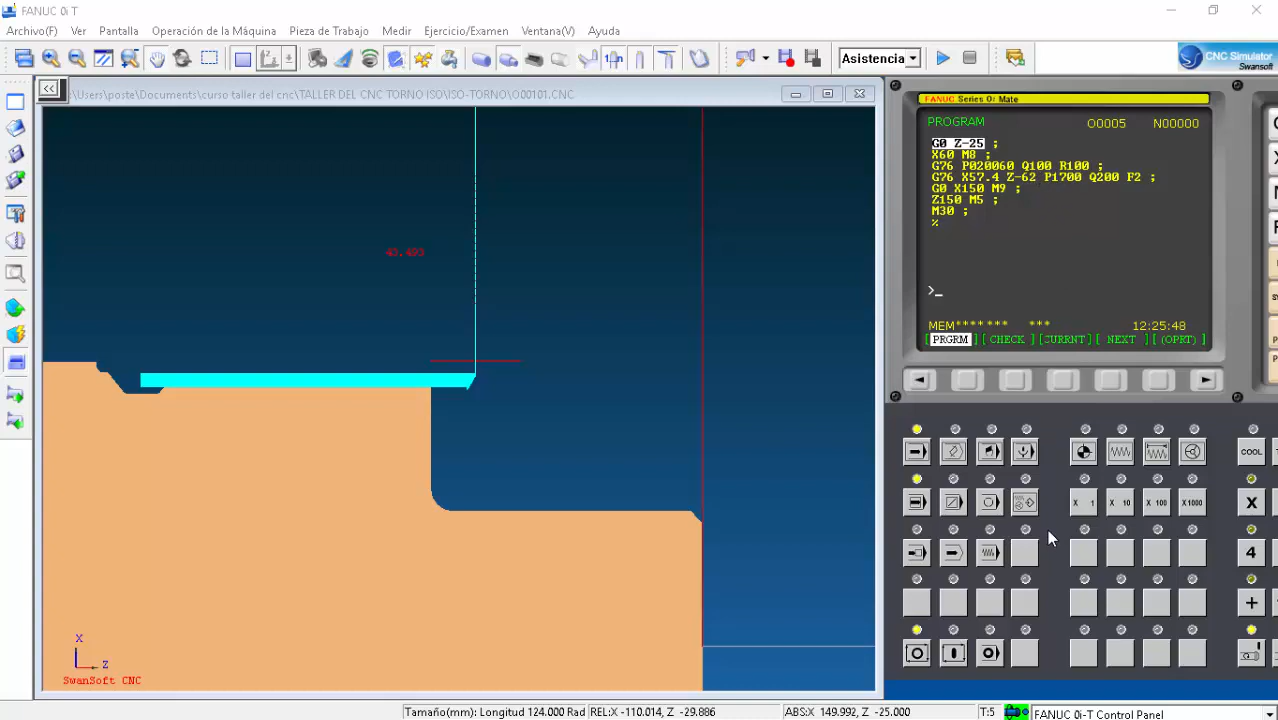 FANUC 0i T
Archivo(F) Ver Pantalla Operación de la Máquina Pieza de Trabajo Medir Ejercicio/Examen Ventana(V) Ayuda
Asistencia
CNC Simulator
Swansoft
<< \Users\poste\Documents\curso taller del cnc\TALLER DEL CNC TORNO ISO\ISO-TORNO\O00101.CNC
FANUC Series 0i Mate
PROGRAM O0005 N00000
G0 Z-25 ;
X60 M8 ;
G76 P020060 Q100 R100 ;
G76 X57.4 Z-62 P1700 Q200 F2 ;
G0 X150 M9 ;
Z150 M5 ;
M30 ;
%
>_
MEM******* *** 12:25:48
[ PRGRM ] [ CHECK ] [CURRNT ] [ NEXT ] [ (OPRT) ]
43.493
COOL
X 1 X 10 X 100 X1000 X
4
+
X
Z
SwanSoft CNC
Tamaño(mm): Longitud 124.000 Rad REL:X -110.014, Z -29.886 ABS:X 149.992, Z -25.000 T:5 FANUC 0i-T Control Panel